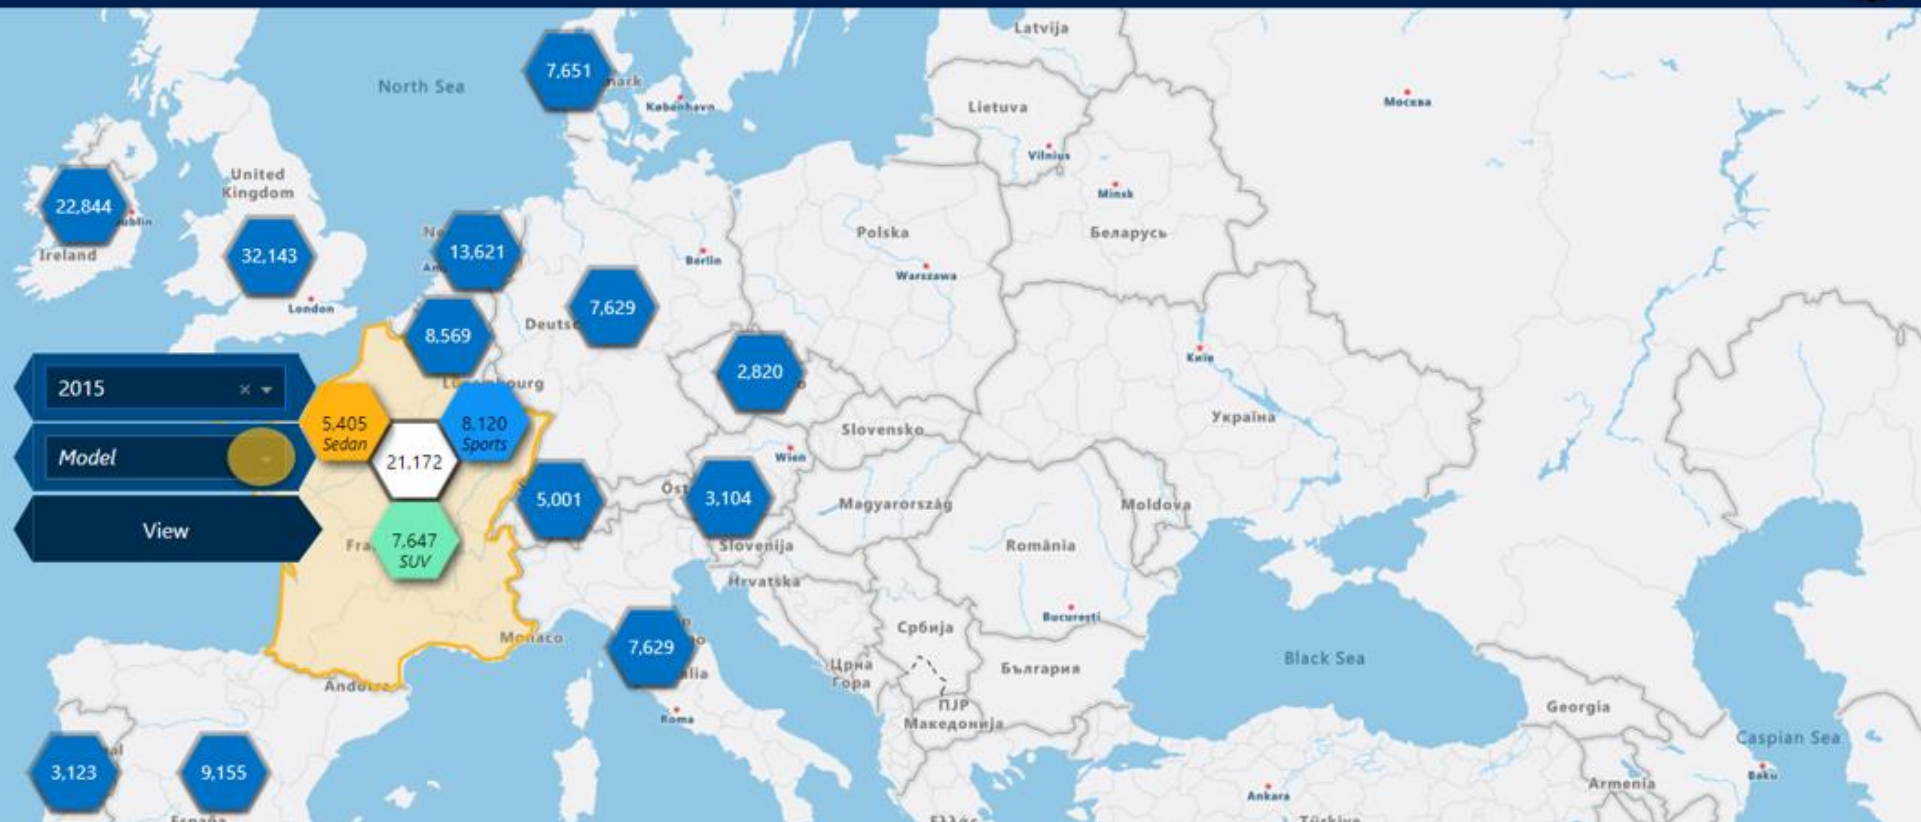 Latvija
North Sea
7,651
København
Lietuva
Москва
Vilnius
Minsk
United
Kingdom
22,844
Ireland
32,143
London
13,621
Berlin
Polska
Warszawa
Беларусь
7,629
8,569
2015
5,405
Sedan
8,120
Sports
21,172
Model
View
7,647
SUV
2,820
Київ
Україна
Slovensko
Wien
5,001
3,104
Magyarország
Moldova
Slovenija
România
Hrvatska
București
Monaco
7,629
Србија
Црна
Гора
България
Black Sea
Roma
ПЈР
Македонија
Georgia
Caspian Sea
Baku
Armenia
Ankara
3,123
9,155